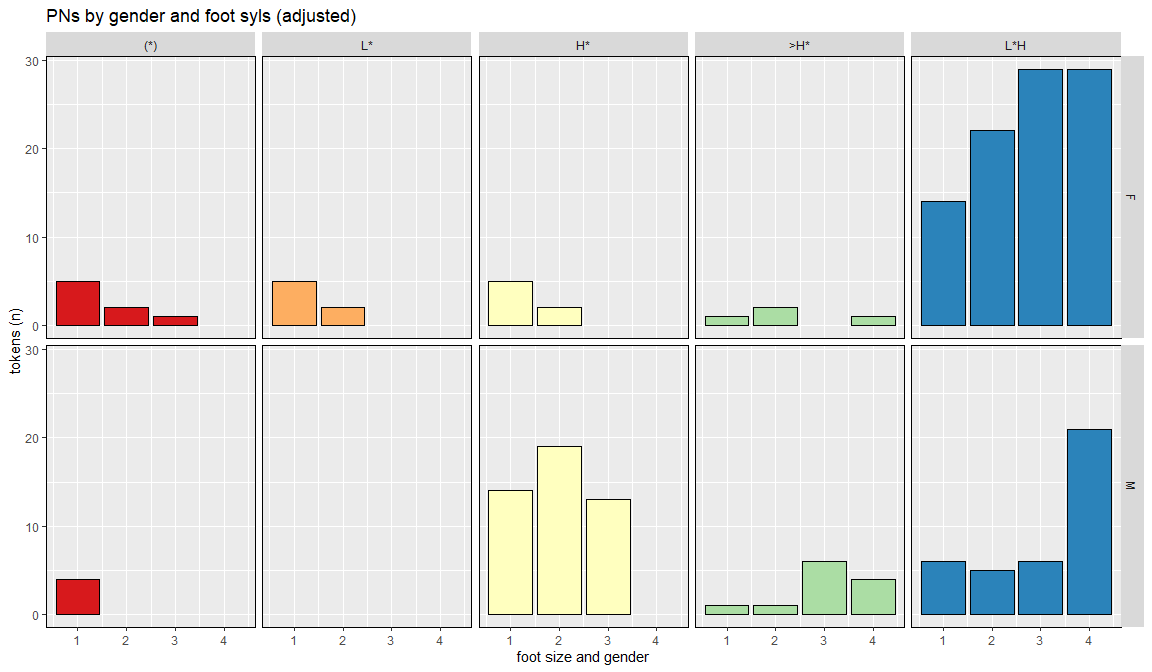 PNs by gender and foot syls (adjusted)
(*) L* H* >H* L*H
30
20
10
0
F
30
20
10
0
M
tokens (n)
1 2 3 4 1 2 3 4 1 2 3 4 1 2 3 4 1 2 3 4
foot size and gender